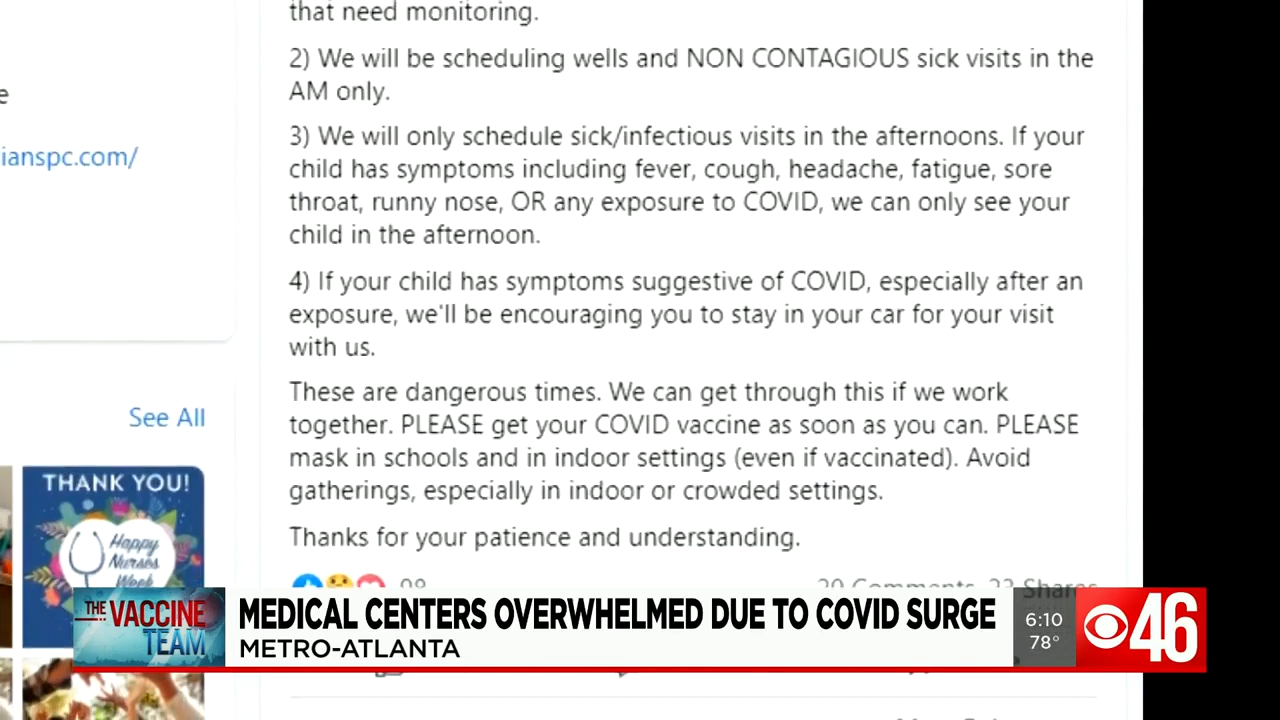 that need monitoring.
2) We will be scheduling wells and NON CONTAGIOUS sick visits in the
AM only.
3) We will only schedule sick/infectious visits in the afternoons. If your
child has symptoms including fever, cough, headache, fatigue, sore
throat, runny nose, OR any exposure to COVID, we can only see your
child in the afternoon.
4) If your child has symptoms suggestive of COVID, especially after an
exposure, we'll be encouraging you to stay in your car for your visit
with us.
These are dangerous times. We can get through this if we work
together. PLEASE get your COVID vaccine as soon as you can. PLEASE
mask in schools and in indoor settings (even if vaccinated). Avoid
gatherings, especially in indoor or crowded settings.
Thanks for your patience and understanding.
Comments
Shares
e
ianspc.com/
See All
THANK YOU!
Happy
Nurses
Week
THE
VACCINE
TEAM
MEDICAL CENTERS OVERWHELMED DUE TO COVID SURGE
METRO-ATLANTA
6:10
78°
46